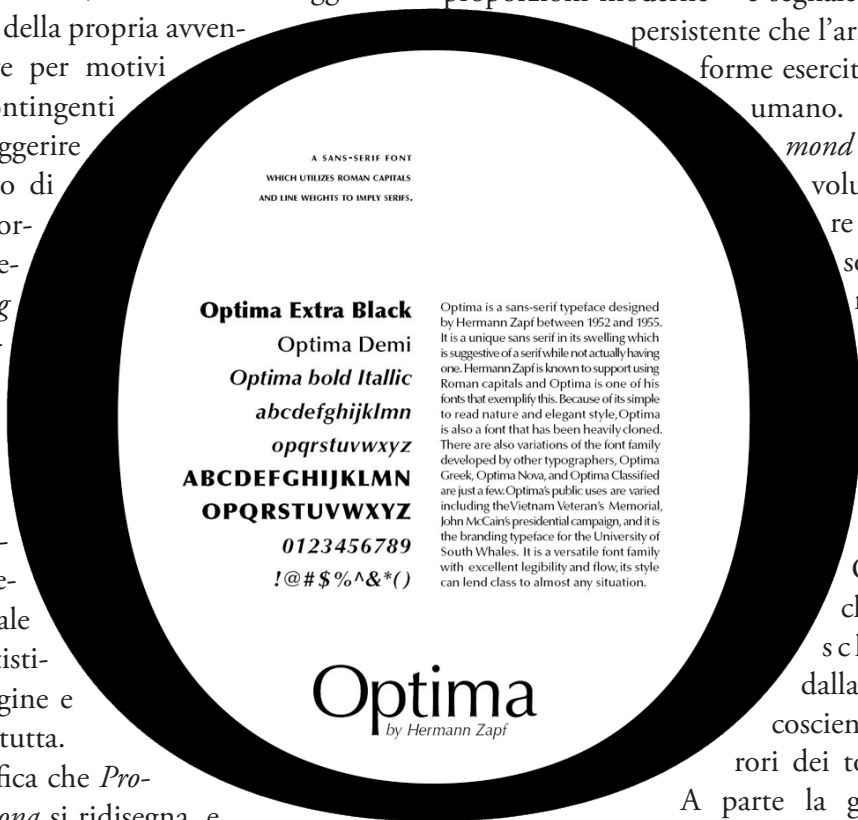 della propria avven-
per motivi
ontingenti
ggerire
o di
or-
e-
g
proporzioni moderne
persistente che l'ar
forme esercit
umano.
mond
volu
re
so
A SANS-SERIF FONT
WHICH UTILIZES ROMAN CAPITALS
AND LINE WEIGHTS TO IMPLY SERIFS.
Optima Extra Black
Optima Demi
Optima bold Itallic
abcdefghijklmn
opqrstuvwxyz
ABCDEFGHIJKLMN
OPQRSTUVWXYZ
0123456789
!@#$%^&*()
Optima is a sans-serif typeface designed
by Hermann Zapf between 1952 and 1955.
It is a unique sans serif in its swelling which
is suggestive of a serif while not actually having
one. Hermann Zapf is known to support using
Roman capitals and Optima is one of his
fonts that exemplify this. Because of its simple
to read nature and elegant style, Optima
is also a font that has been heavily cloned.
There are also variations of the font family
developed by other typographers, Optima
Greek, Optima Nova, and Optima Classified
are just a few. Optima's public uses are varied
including the Vietnam Veteran's Memorial,
John McCain's presidential campaign, and it is
the branding typeface for the University of
South Whales. It is a versatile font family
with excellent legibility and flow, its style
can lend class to almost any situation.
Optima
by Hermann Zapf
e-
ale
tisti-
gine e
tutta.
fica che Pro-
ona si ridisegna, e
dalla
coscien
rori dei to
A parte la g